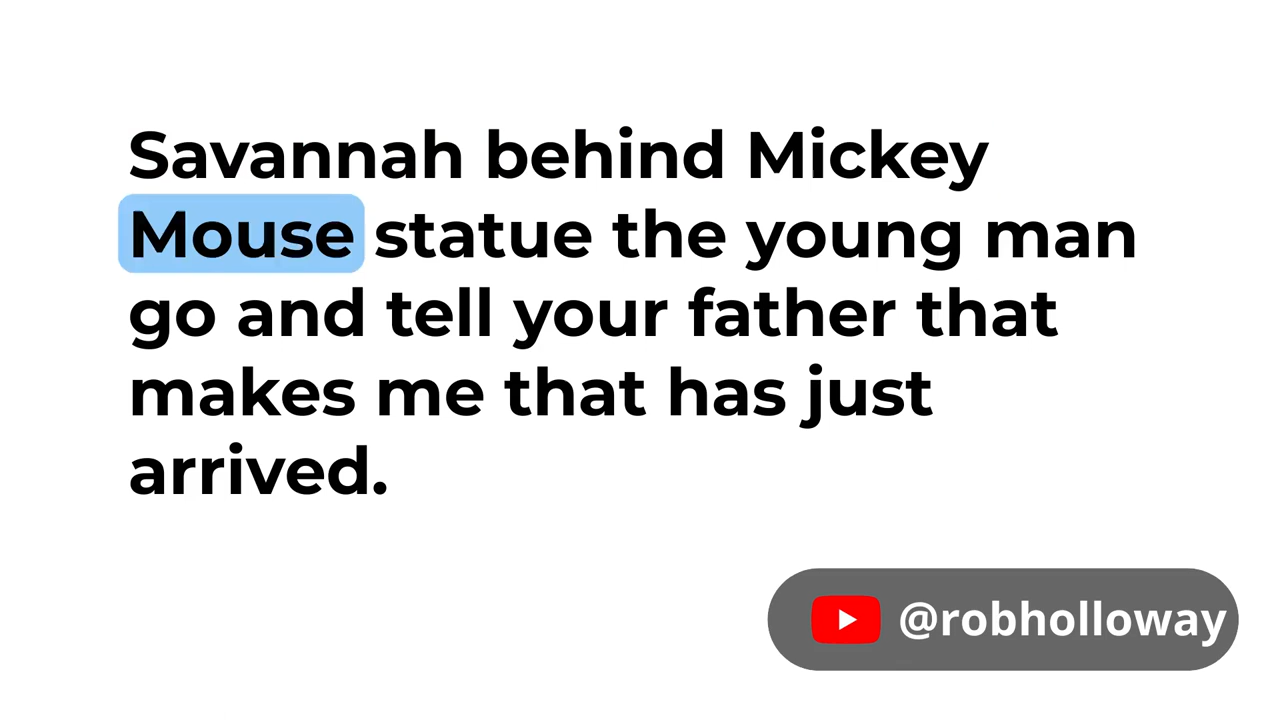 Savannah behind Mickey
Mouse statue the young man
go and tell your father that
makes me that has just
arrived.
@robholloway